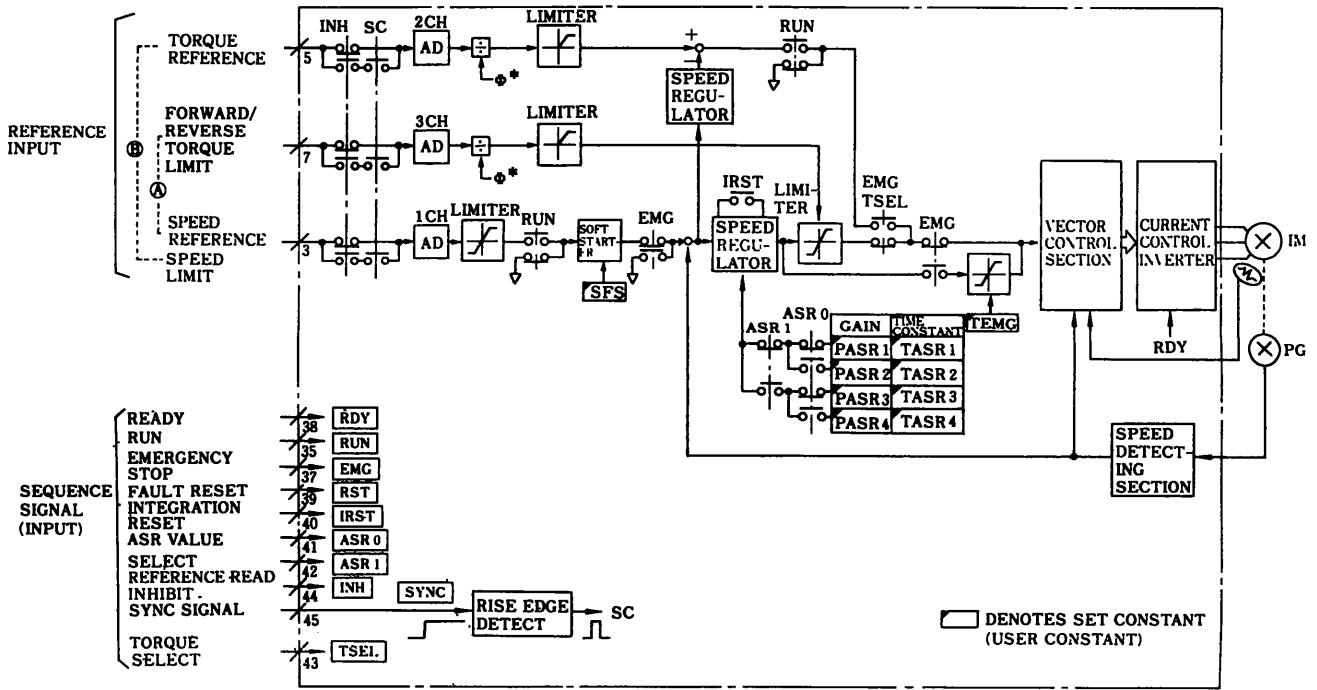 REFERENCE
INPUT
TORQUE
REFERENCE
FORWARD/
REVERSE
TORQUE
LIMIT
SPEED
REFERENCE
SPEED
LIMIT
B
A
5
7
3
INH
SC
2CH
AD
÷
Φ*
LIMITER
3CH
AD
÷
Φ*
LIMITER
1CH
AD
LIMITER
RUN
SOFT
START
SFS
EMG
+
−
SPEED
REGU-
LATOR
RUN
IRST
SPEED
REGU-
LATOR
LIMI-
TER
EMG
TSEL
EMG
TEMG
ASR 1
ASR 0
GAIN
TIME
CONSTANT
PASR 1
TASR 1
PASR 2
TASR 2
PASR 3
TASR 3
PASR 4
TASR 4
VECTOR
CONTROL
SECTION
CURRENT
CONTROL
INVERTER
RDY
IM
PG
SPEED
DETECT-
ING
SECTION
SEQUENCE
SIGNAL
(INPUT)
READY
38
RDY
RUN
35
RUN
EMERGENCY
STOP
37
EMG
FAULT RESET
39
RST
INTEGRATION
RESET
40
IRST
ASR VALUE
41
ASR 0
SELECT
42
ASR 1
REFERENCE READ
INHIBIT
44
INH
SYNC SIGNAL
45
SYNC
RISE EDGE
DETECT
SC
TORQUE
SELECT
43
TSEL
DENOTES SET CONSTANT
(USER CONSTANT)